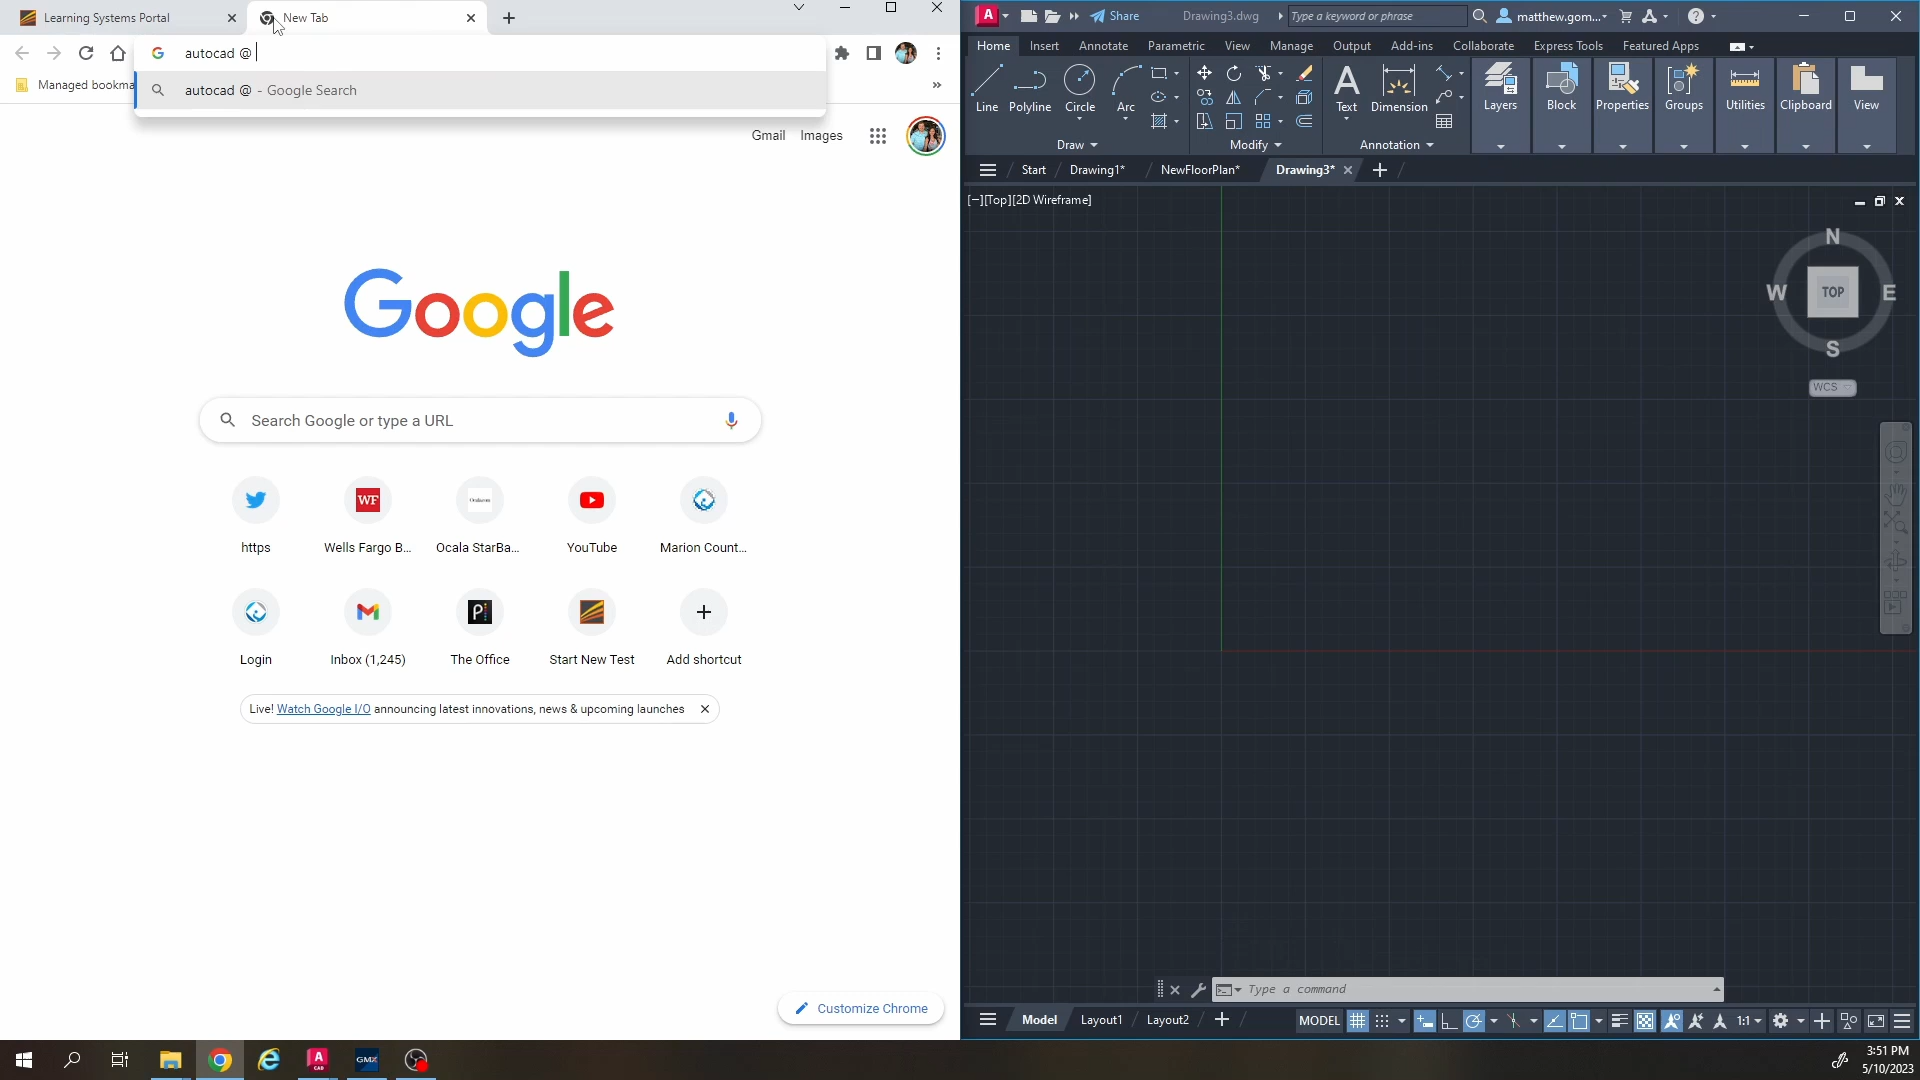 Learning Systems Portal
New Tab
autocad @
Managed bookma
autocad @ - Google Search
Gmail
Images
Google
Search Google or type a URL
https
WF
Wells Fargo B...
Ocala StarBa...
YouTube
Marion Count...
Login
Inbox (1,245)
The Office
Start New Test
Add shortcut
Live! Watch Google I/O announcing latest innovations, news & upcoming launches
Customize Chrome
A
Share
Drawing3.dwg
Type a keyword or phrase
matthew.gom...
Home
Insert
Annotate
Parametric
View
Manage
Output
Add-ins
Collaborate
Express Tools
Featured Apps
Line
Polyline
Circle
Arc
Text
Dimension
Layers
Block
Properties
Groups
Utilities
Clipboard
View
Draw
Modify
Annotation
Start
Drawing1*
NewFloorPlan*
Drawing3*
[−][Top][2D Wireframe]
N
W
TOP
E
S
WCS
Type a command
Model
Layout1
Layout2
MODEL
1:1
A
CAD
GMZ
3:51 PM
5/10/2023